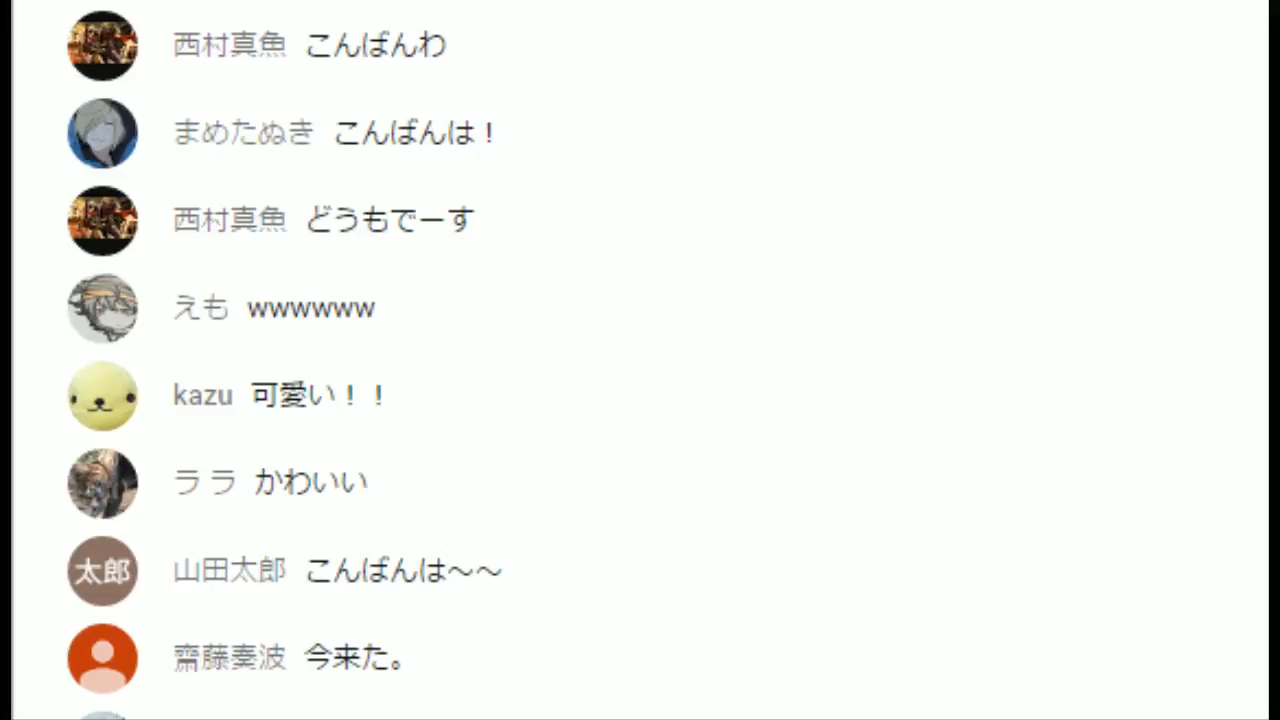 西村真魚 こんばんわ
まめたぬき こんばんは！
西村真魚 どうもでーす
えも wwwwww
kazu 可愛い！！
ラ ラ かわいい
太郎 山田太郎 こんばんは～～
齋藤奏波 今来た。